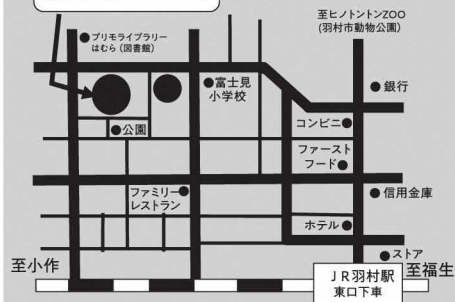 至ヒノトントンZOO
(羽村市動物公園)
プリモライブラリー
はむら(図書館)
富士見
小学校
銀行
コンビニ
公園
ファースト
フード
ファミリー
レストラン
信用金庫
ホテル
ストア
至小作
至福生
JR羽村駅
東口下車